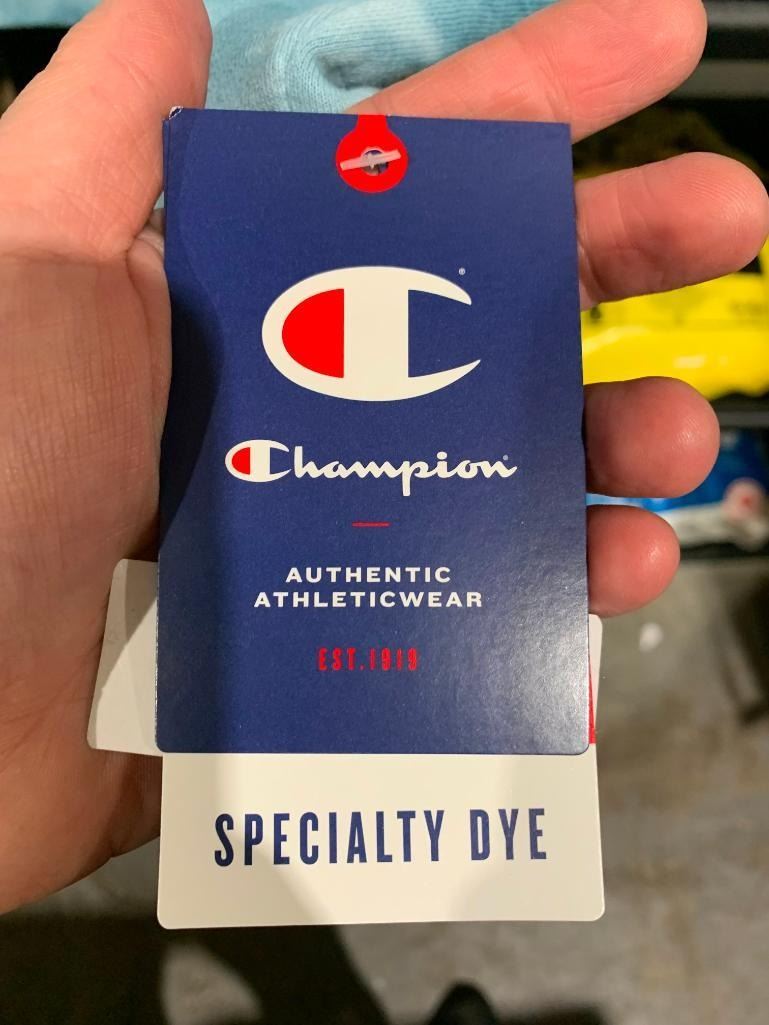 Champion
AUTHENTIC
ATHLETICWEAR
EST. 1919
SPECIALTY DYE